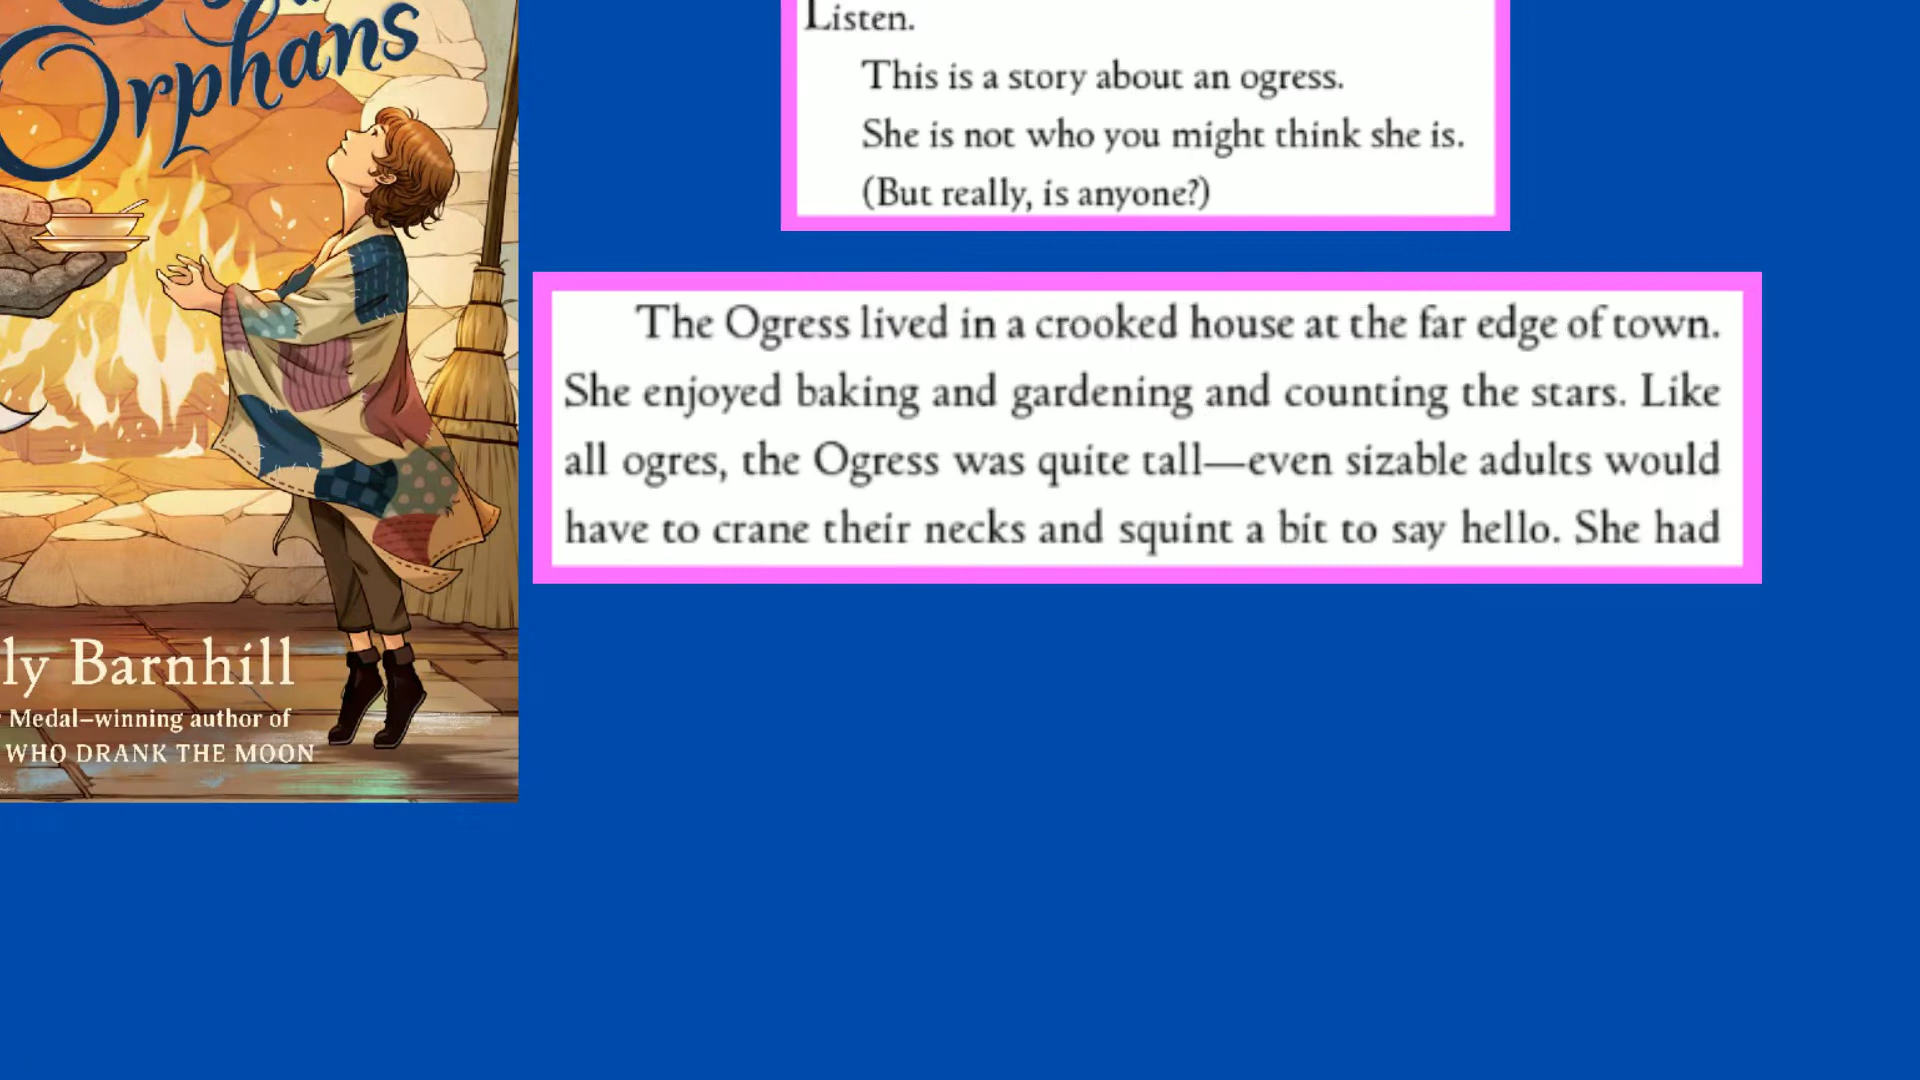 Orphans
ly Barnhill
Medal–winning author of
WHO DRANK THE MOON
Listen.
This is a story about an ogress.
She is not who you might think she is.
(But really, is anyone?)
The Ogress lived in a crooked house at the far edge of town.
She enjoyed baking and gardening and counting the stars. Like
all ogres, the Ogress was quite tall—even sizable adults would
have to crane their necks and squint a bit to say hello. She had